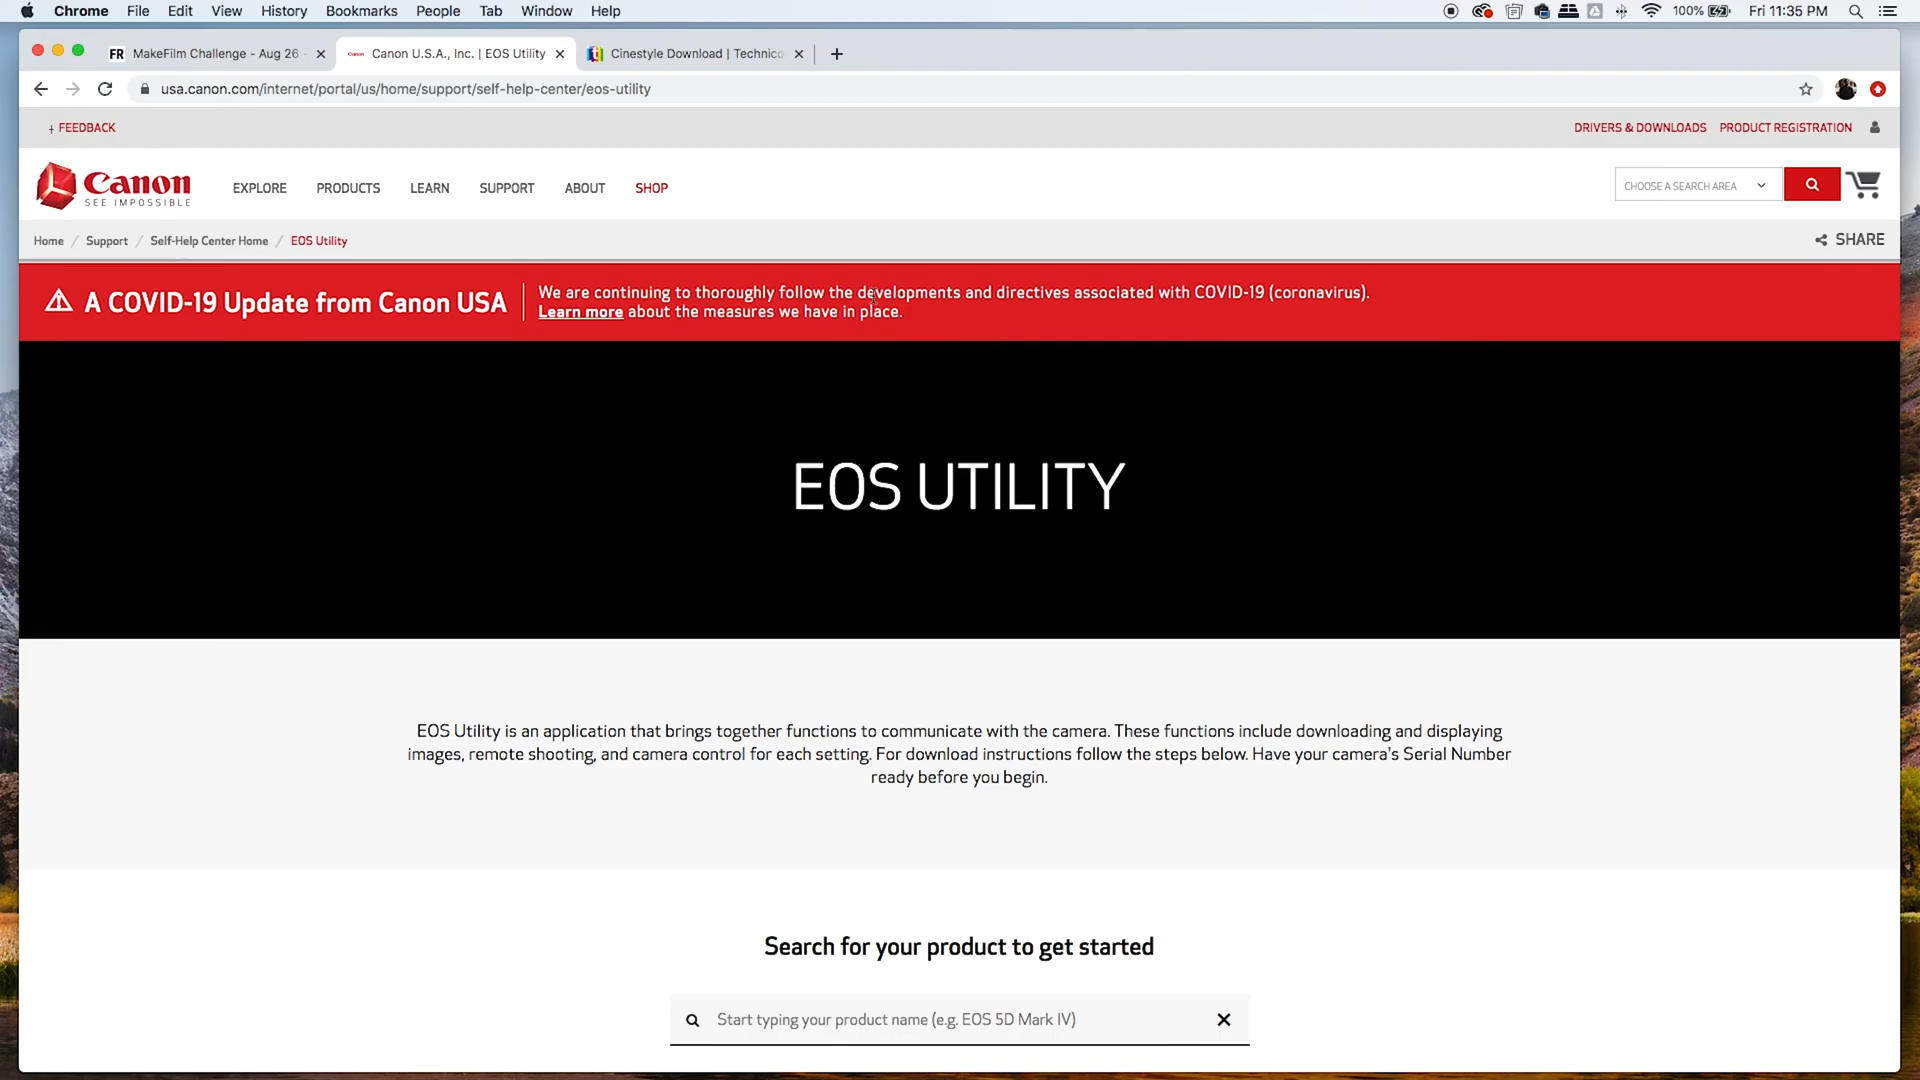 Chrome File Edit View History Bookmarks People Tab Window Help 100% Fri 11:35 PM
FR MakeFilm Challenge - Aug 26 Canon U.S.A., Inc. | EOS Utility Cinestyle Download | Technico
usa.canon.com/internet/portal/us/home/support/self-help-center/eos-utility
+ FEEDBACK DRIVERS & DOWNLOADS PRODUCT REGISTRATION
Canon
SEE IMPOSSIBLE
EXPLORE PRODUCTS LEARN SUPPORT ABOUT SHOP CHOOSE A SEARCH AREA
Home / Support / Self-Help Center Home / EOS Utility SHARE
A COVID-19 Update from Canon USA
We are continuing to thoroughly follow the developments and directives associated with COVID-19 (coronavirus).
Learn more about the measures we have in place.
EOS UTILITY
EOS Utility is an application that brings together functions to communicate with the camera. These functions include downloading and displaying
images, remote shooting, and camera control for each setting. For download instructions follow the steps below. Have your camera's Serial Number
ready before you begin.
Search for your product to get started
Start typing your product name (e.g. EOS 5D Mark IV)